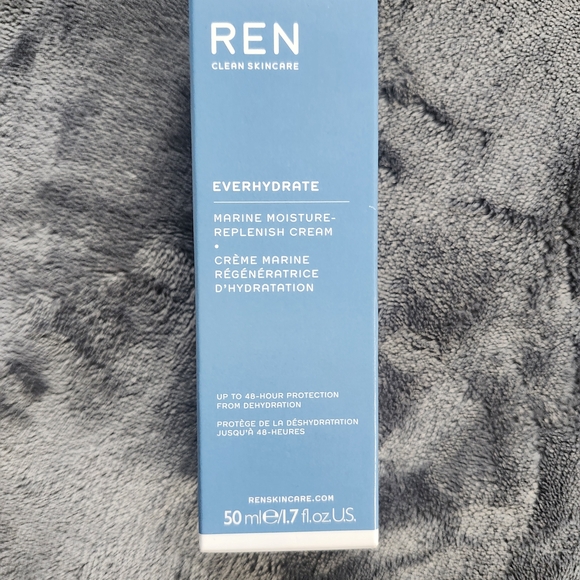 REN
CLEAN SKINCARE
EVERHYDRATE
MARINE MOISTURE-
REPLENISH CREAM
•
CRÈME MARINE
RÉGÉNÉRATRICE
D'HYDRATATION
UP TO 48-HOUR PROTECTION
FROM DEHYDRATION
PROTÈGE DE LA DÉSHYDRATATION
JUSQU'À 48-HEURES
RENSKINCARE.COM
50 ml℮/1.7 fl.oz.U.S.